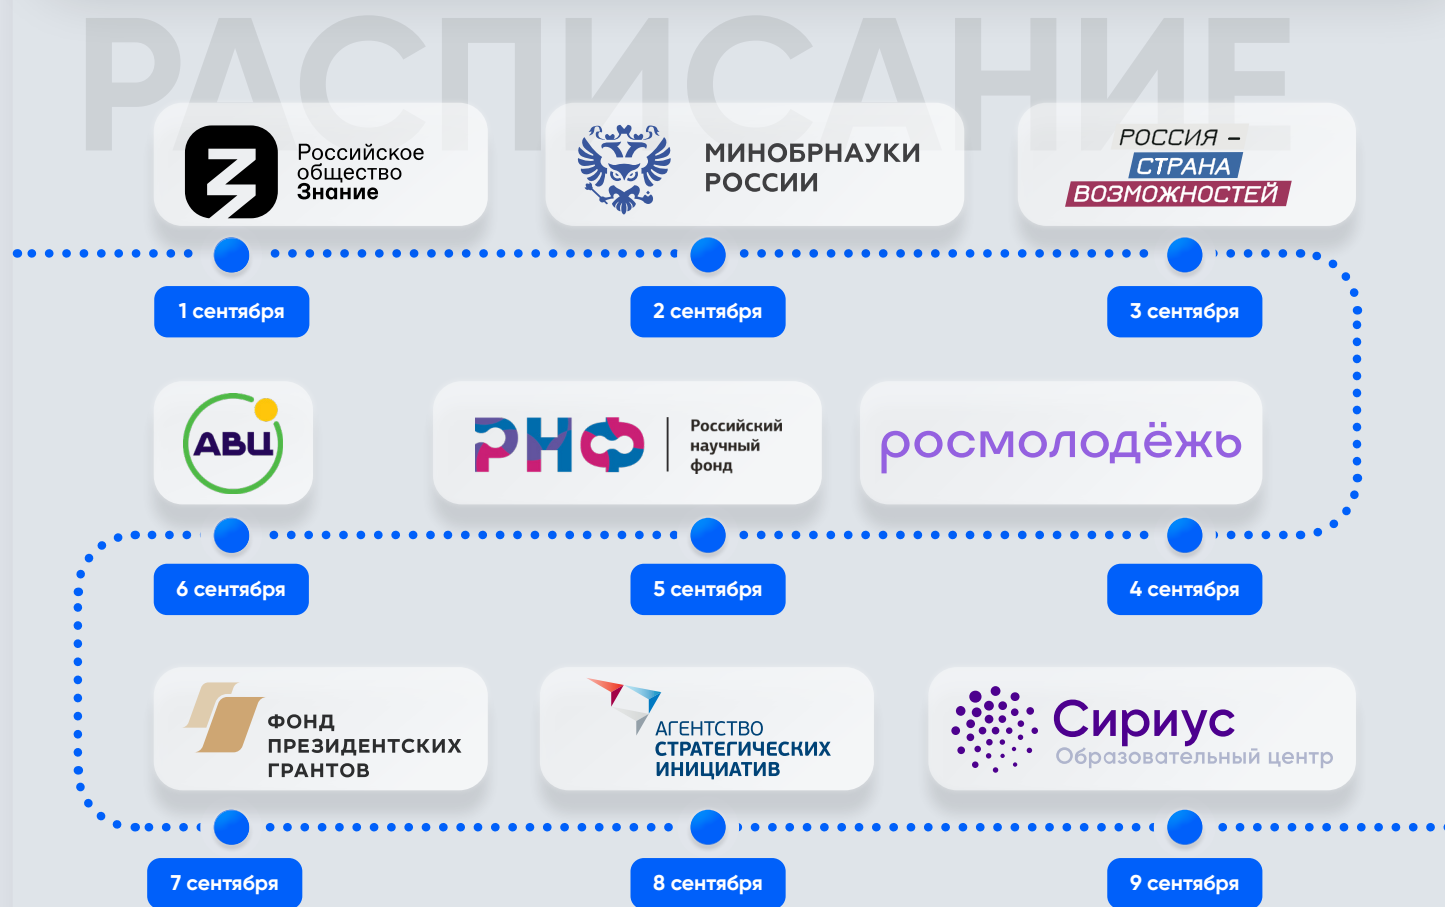 РАСПИСАНИЕ
Российское
общество
Знание
МИНОБРНАУКИ
РОССИИ
РОССИЯ –
СТРАНА
ВОЗМОЖНОСТЕЙ
1 сентября
2 сентября
3 сентября
АВЦ
РНФ
Российский
научный
фонд
росмолодёжь
6 сентября
5 сентября
4 сентября
ФОНД
ПРЕЗИДЕНТСКИХ
ГРАНТОВ
АГЕНТСТВО
СТРАТЕГИЧЕСКИХ
ИНИЦИАТИВ
Сириус
Образовательный центр
7 сентября
8 сентября
9 сентября